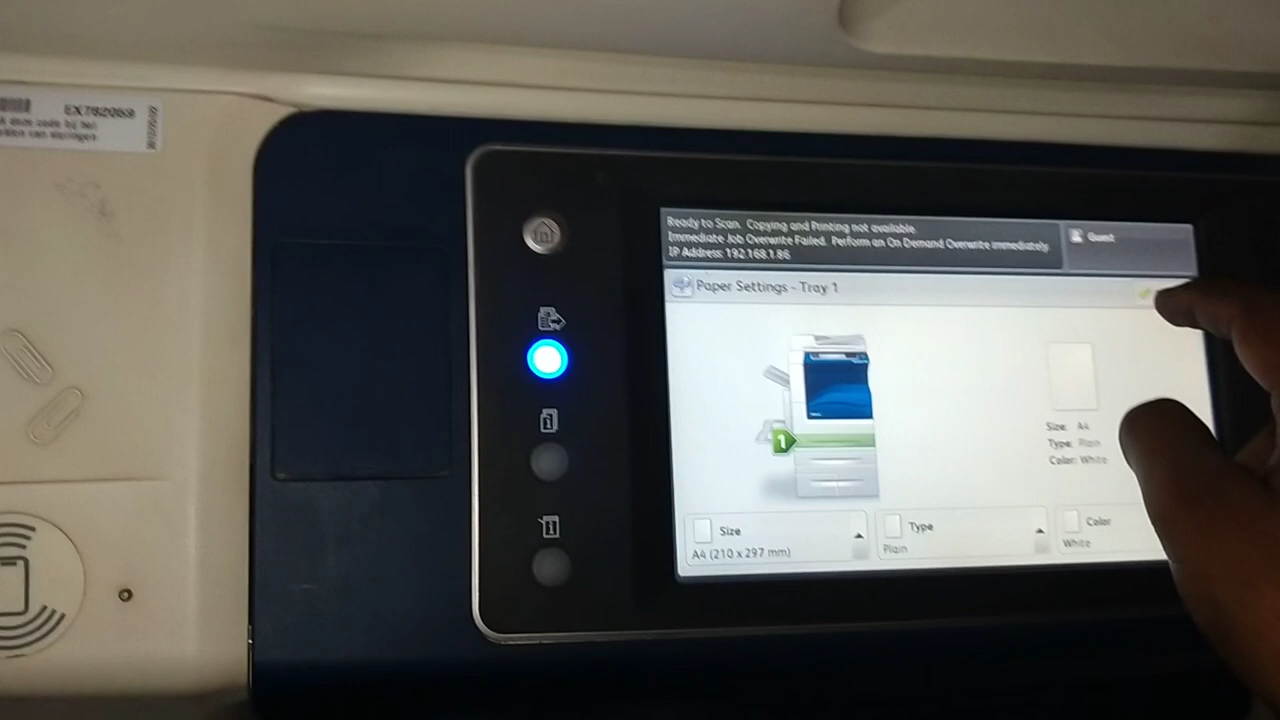 EX782059
Ready to Scan. Copying and Printing not available.
Immediate Job Overwrite Failed. Perform an On Demand Overwrite immediately.
IP Address: 192.168.1.86
Guest
Paper Settings - Tray 1
1
Size: A4
Type: Plain
Color: White
Size
A4 (210 x 297 mm)
Type
Plain
Color
White